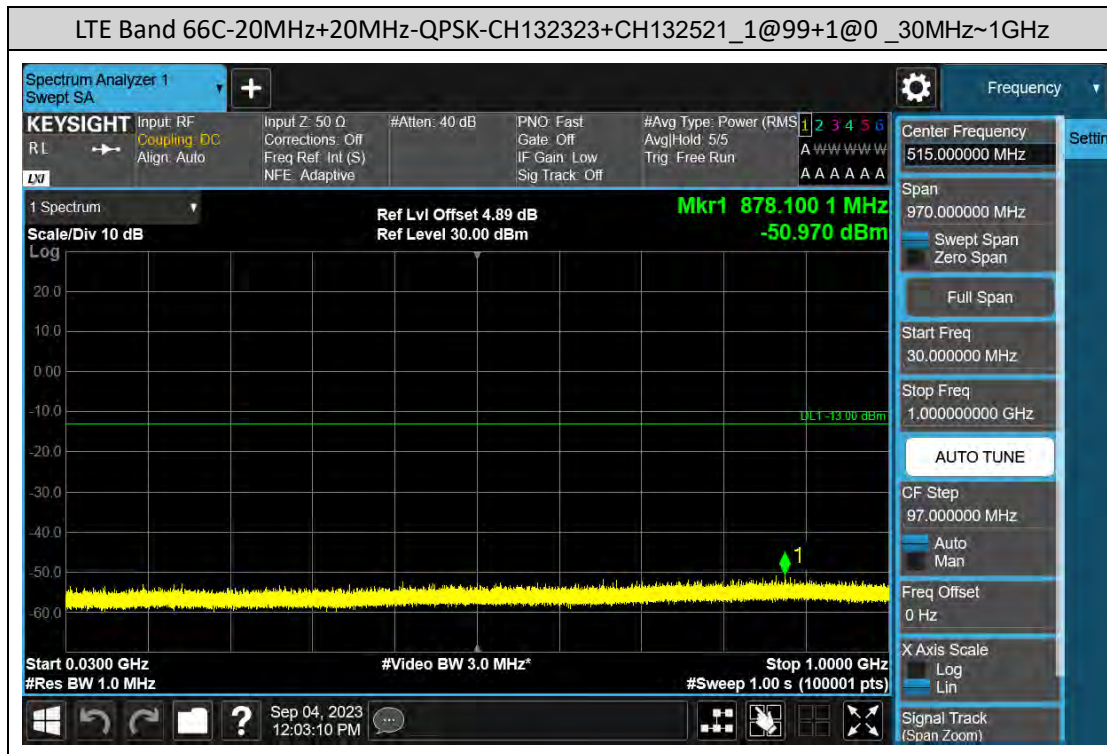 LTE Band 66C-20MHz+20MHz-QPSK-CH132323+CH132521_1@99+1@0 _30MHz~1GHz
Spectrum Analyzer 1
Swept SA
Frequency
KEYSIGHT
R L
LXI
Input: RF
Coupling: DC
Align: Auto
Input Z: 50 Ω
Corrections: Off
Freq Ref: Int (S)
NFE: Adaptive
#Atten: 40 dB
PNO: Fast
Gate: Off
IF Gain: Low
Sig Track: Off
#Avg Type: Power (RMS
Avg|Hold: 5/5
Trig: Free Run
1 2 3 4 5 6
A W W W W W
A A A A A A
Settin
1 Spectrum
Scale/Div 10 dB
Log
Ref Lvl Offset 4.89 dB
Ref Level 30.00 dBm
Mkr1 878.100 1 MHz
-50.970 dBm
20.0
10.0
0.00
-10.0
-20.0
-30.0
-40.0
-50.0
-60.0
DL1 -13.00 dBm
1
Start 0.0300 GHz
#Res BW 1.0 MHz
#Video BW 3.0 MHz*
Stop 1.0000 GHz
#Sweep 1.00 s (100001 pts)
Center Frequency
515.000000 MHz
Span
970.000000 MHz
Swept Span
Zero Span
Full Span
Start Freq
30.000000 MHz
Stop Freq
1.000000000 GHz
AUTO TUNE
CF Step
97.000000 MHz
Auto
Man
Freq Offset
0 Hz
X Axis Scale
Log
Lin
Signal Track
(Span Zoom)
?
Sep 04, 2023
12:03:10 PM